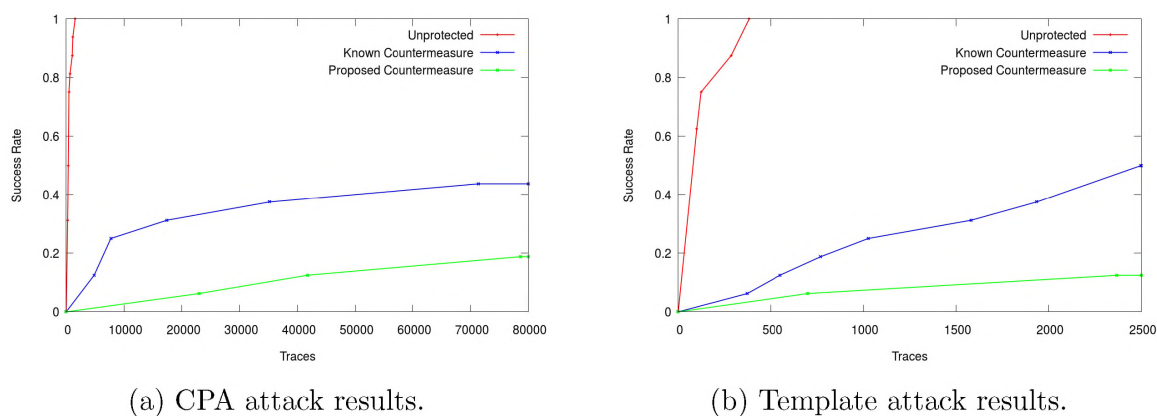 1
0.8
0.6
0.4
0.2
0
Success Rate
0 10000 20000 30000 40000 50000 60000 70000 80000
Traces
Unprotected
Known Countermeasure
Proposed Countermeasure
(a) CPA attack results.
1
0.8
0.6
0.4
0.2
0
Success Rate
0 500 1000 1500 2000 2500
Traces
Unprotected
Known Countermeasure
Proposed Countermeasure
(b) Template attack results.